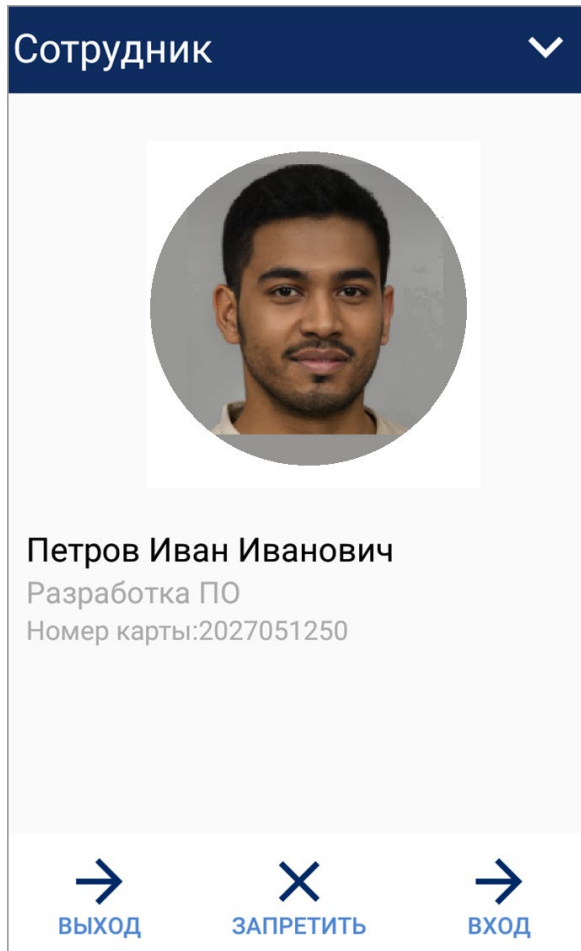 Сотрудник
Петров Иван Иванович
Разработка ПО
Номер карты:2027051250
ВЫХОД
ЗАПРЕТИТЬ
ВХОД